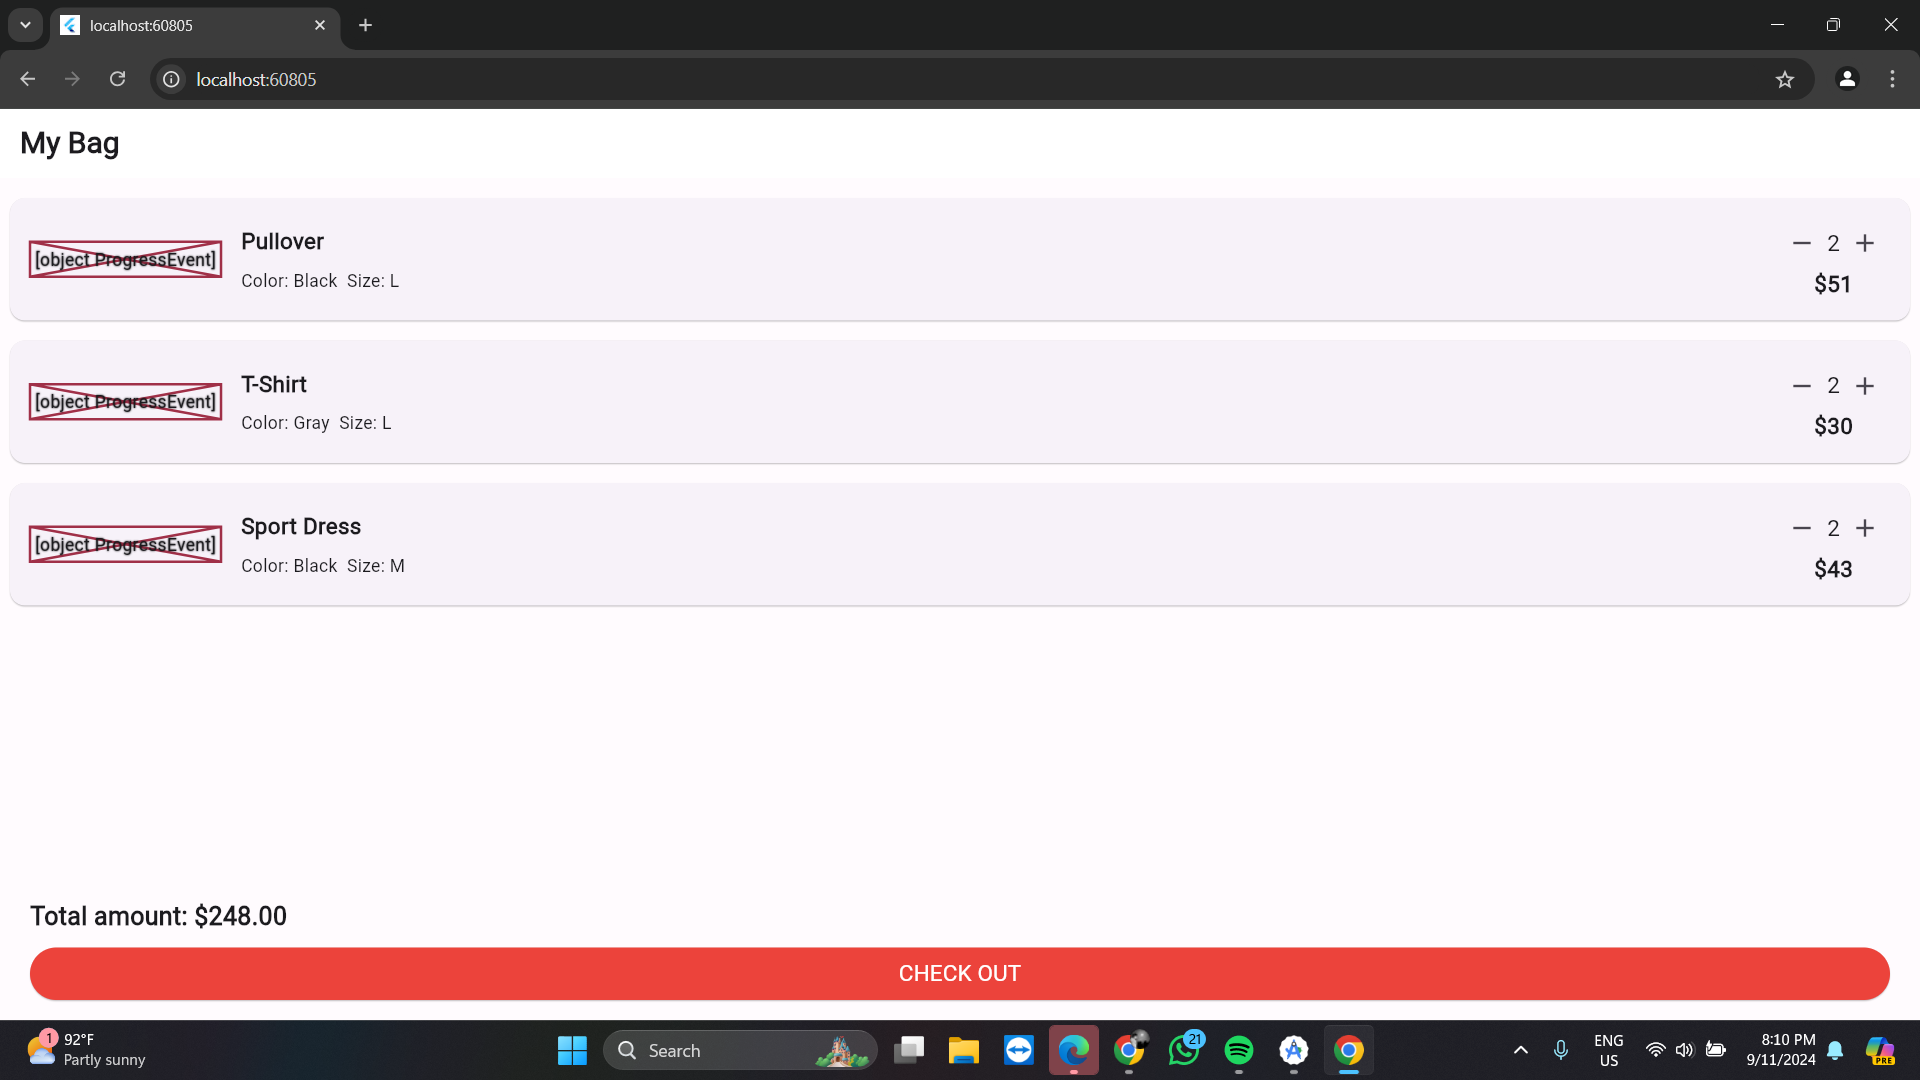 localhost:60805
localhost:60805
My Bag
[object ProgressEvent]
Pullover
Color: Black Size: L
2
$51
[object ProgressEvent]
T-Shirt
Color: Gray Size: L
2
$30
[object ProgressEvent]
Sport Dress
Color: Black Size: M
2
$43
Total amount: $248.00
CHECK OUT
1
92°F
Partly sunny
Search
21
ENG
US
8:10 PM
9/11/2024
PRE